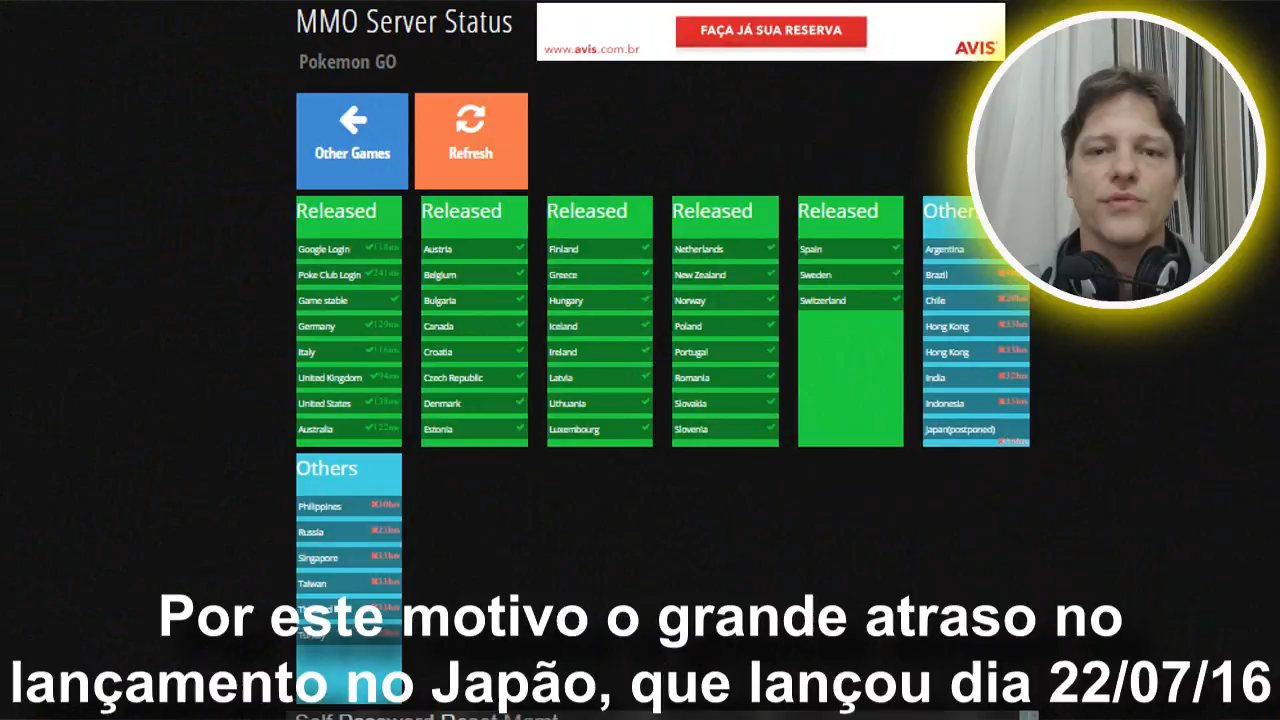 MMO Server Status
Pokemon GO
www.avis.com.br
FAÇA JÁ SUA RESERVA
AVIS
Other Games
Refresh
Released
Google Login
Poke Club Login
Game stable
Germany
Italy
United Kingdom
United States
Australia
Released
Austria
Belgium
Bulgaria
Canada
Croatia
Czech Republic
Denmark
Estonia
Released
Finland
Greece
Hungary
Iceland
Ireland
Latvia
Lithuania
Luxembourg
Released
Netherlands
New Zealand
Norway
Poland
Portugal
Romania
Slovakia
Slovenia
Released
Spain
Sweden
Switzerland
Argentina
Brazil
Chile
Hong Kong
Hong Kong
India
Indonesia
Japan(postponed)
Others
Philippines
Russia
Singapore
Taiwan
Por este motivo o grande atraso no
lançamento no Japão, que lançou dia 22/07/16